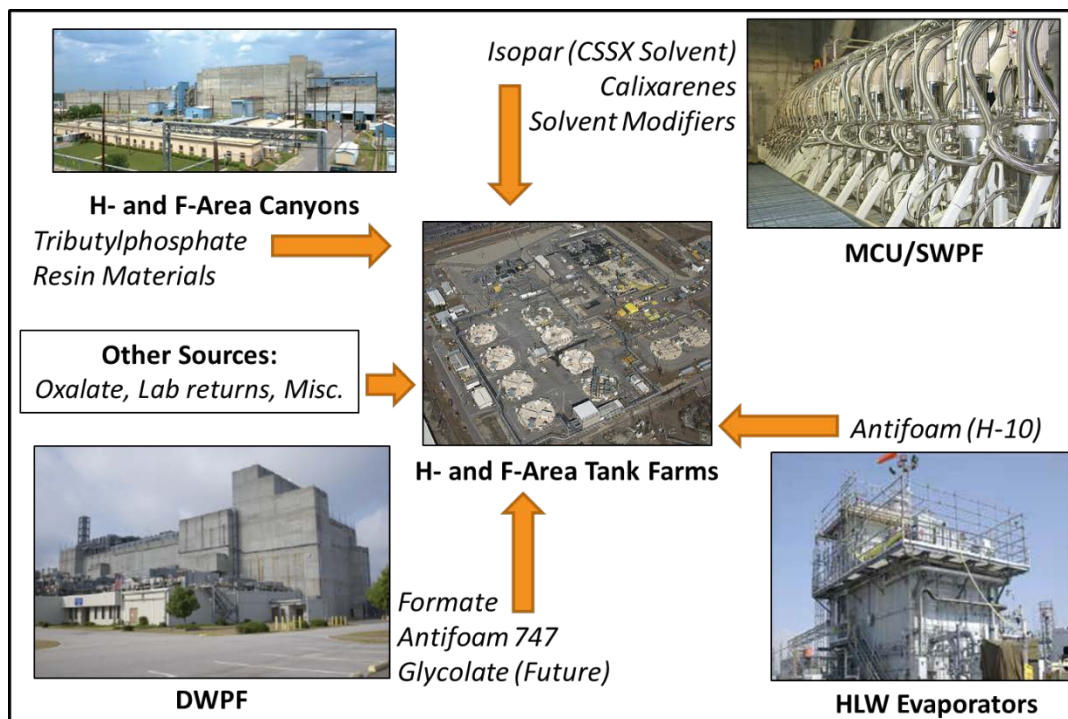 Isopar (CSSX Solvent)
Calixarenes
Solvent Modifiers
H- and F-Area Canyons
Tributylphosphate
Resin Materials
MCU/SWPF
Other Sources:
Oxalate, Lab returns, Misc.
Antifoam (H-10)
H- and F-Area Tank Farms
Formate
Antifoam 747
Glycolate (Future)
DWPF
HLW Evaporators